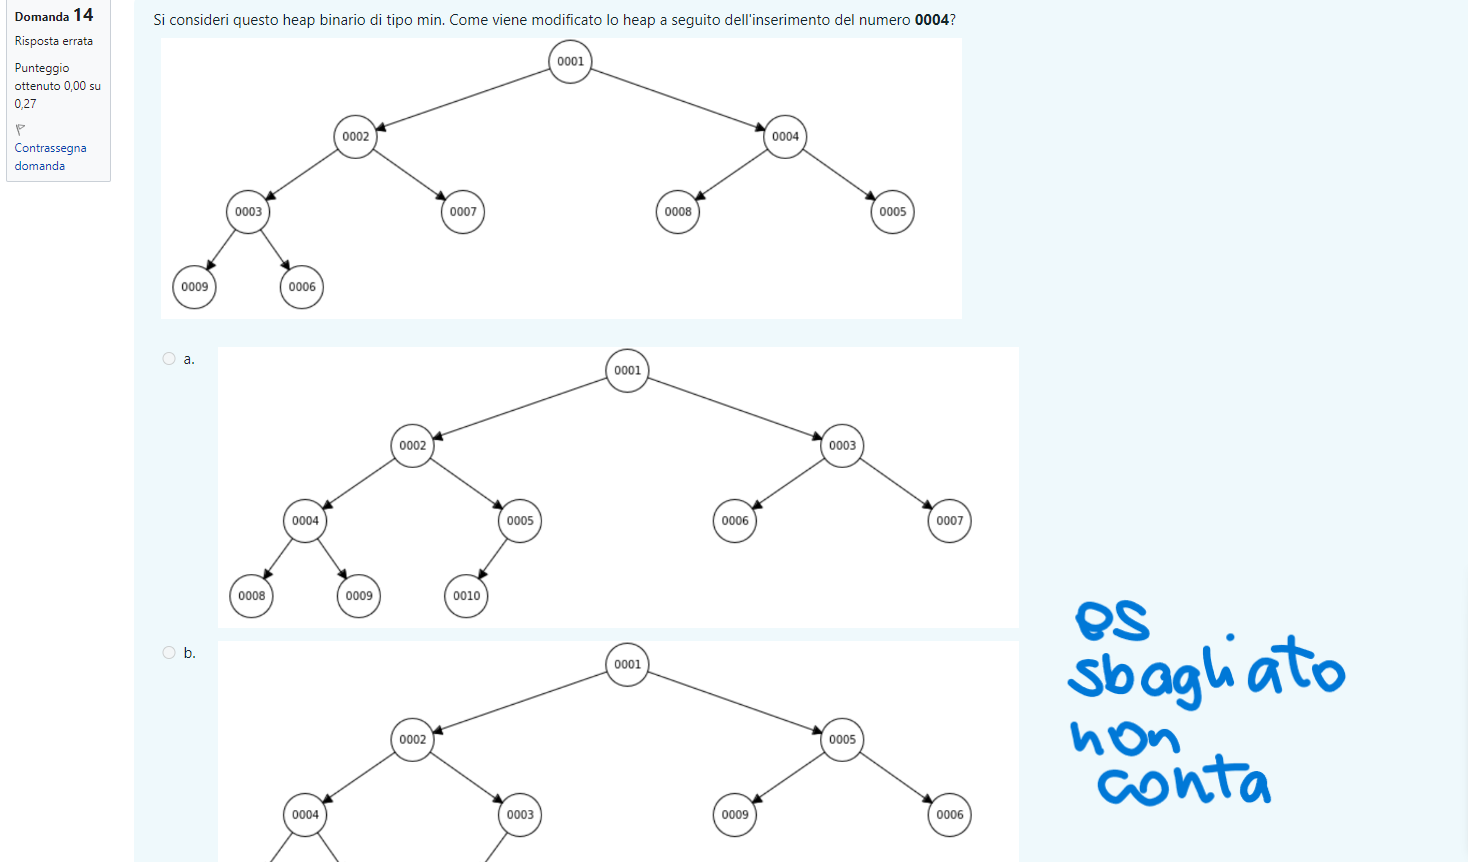 Domanda 14
Risposta errata
Punteggio
ottenuto 0,00 su
0,27
Contrassegna
domanda
Si consideri questo heap binario di tipo min. Come viene modificato lo heap a seguito dell'inserimento del numero 0004?
0001
0002 0004
0003 0007 0008 0005
0009 0006
a.
0001
0002 0003
0004 0005 0006 0007
0008 0009 0010
b.
0001
0002 0005
0004 0003 0009 0006
es
sbagliato
non
conta